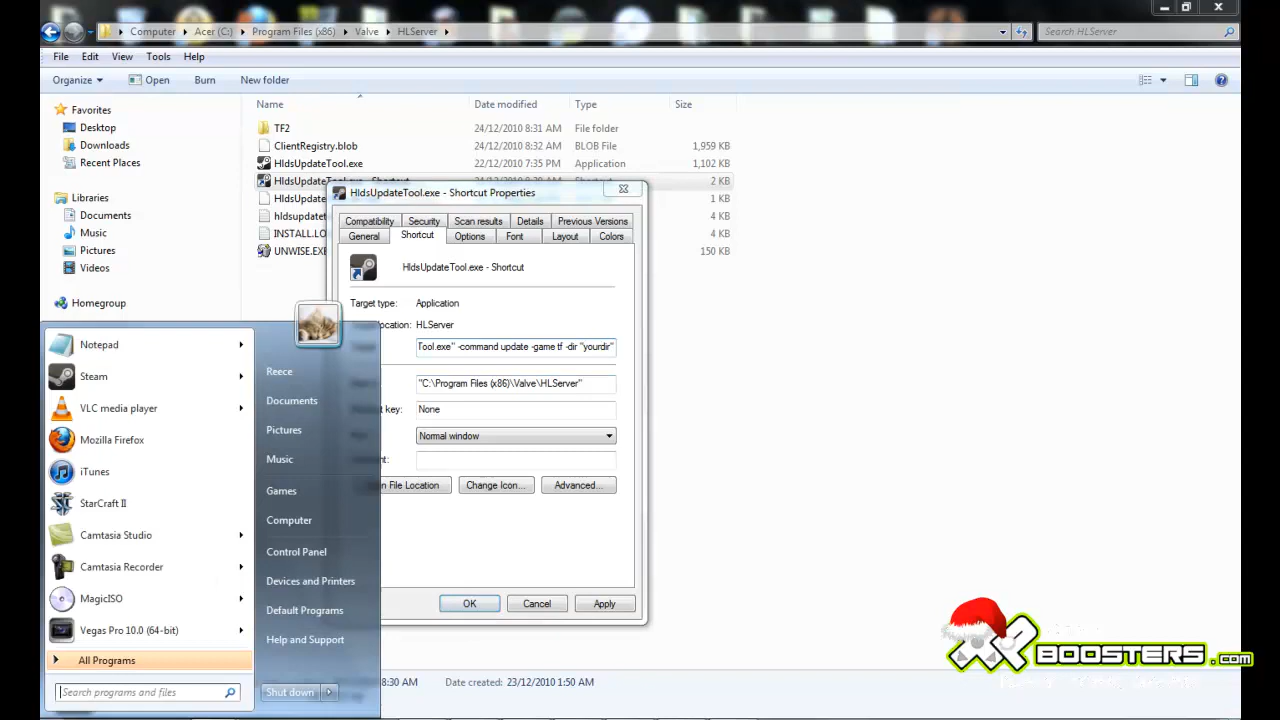 Computer Acer (C:) Program Files (x86) Valve HLServer Search HLServer
File Edit View Tools Help
Organize Open Burn New folder
Name Date modified Type Size
Favorites
Desktop
Downloads
Recent Places
Libraries
Documents
Music
Pictures
Videos
Homegroup
TF2 24/12/2010 8:31 AM File folder
ClientRegistry.blob 24/12/2010 8:32 AM BLOB File 1,959 KB
HldsUpdateTool.exe 22/12/2010 7:35 PM Application 1,102 KB
2 KB
HldsU 1 KB
hldsupdatet 4 KB
INSTALL.LO 4 KB
UNWISE.EXE 150 KB
HldsUpdateTool.exe - Shortcut Properties
Compatibility Security Scan results Details Previous Versions
General Shortcut Options Font Layout Colors
HldsUpdateTool.exe - Shortcut
Target type: Application
location: HLServer
Tool.exe" -command update -game tf -dir "yourdir"
"C:\Program Files (x86)\Valve\HLServer"
key: None
Normal window
File Location Change Icon... Advanced...
OK Cancel Apply
Notepad
Steam
VLC media player
Mozilla Firefox
iTunes
StarCraft II
Camtasia Studio
Camtasia Recorder
MagicISO
Vegas Pro 10.0 (64-bit)
All Programs
Search programs and files
Reece
Documents
Pictures
Music
Games
Computer
Control Panel
Devices and Printers
Default Programs
Help and Support
Shut down
8:30 AM Date created: 23/12/2010 1:50 AM
BOOSTERS.com